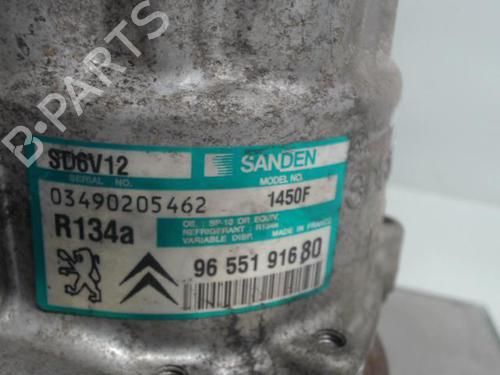 SD6V12
SANDEN
SERIAL NO.
MODEL NO.
03490205462
1450F
R134a
OIL : SP-10 OR EQUIV.
REFRIGERANT : R134a
VARIABLE DISP.
MADE IN FRANCE
96 551 916 80
B-PARTS